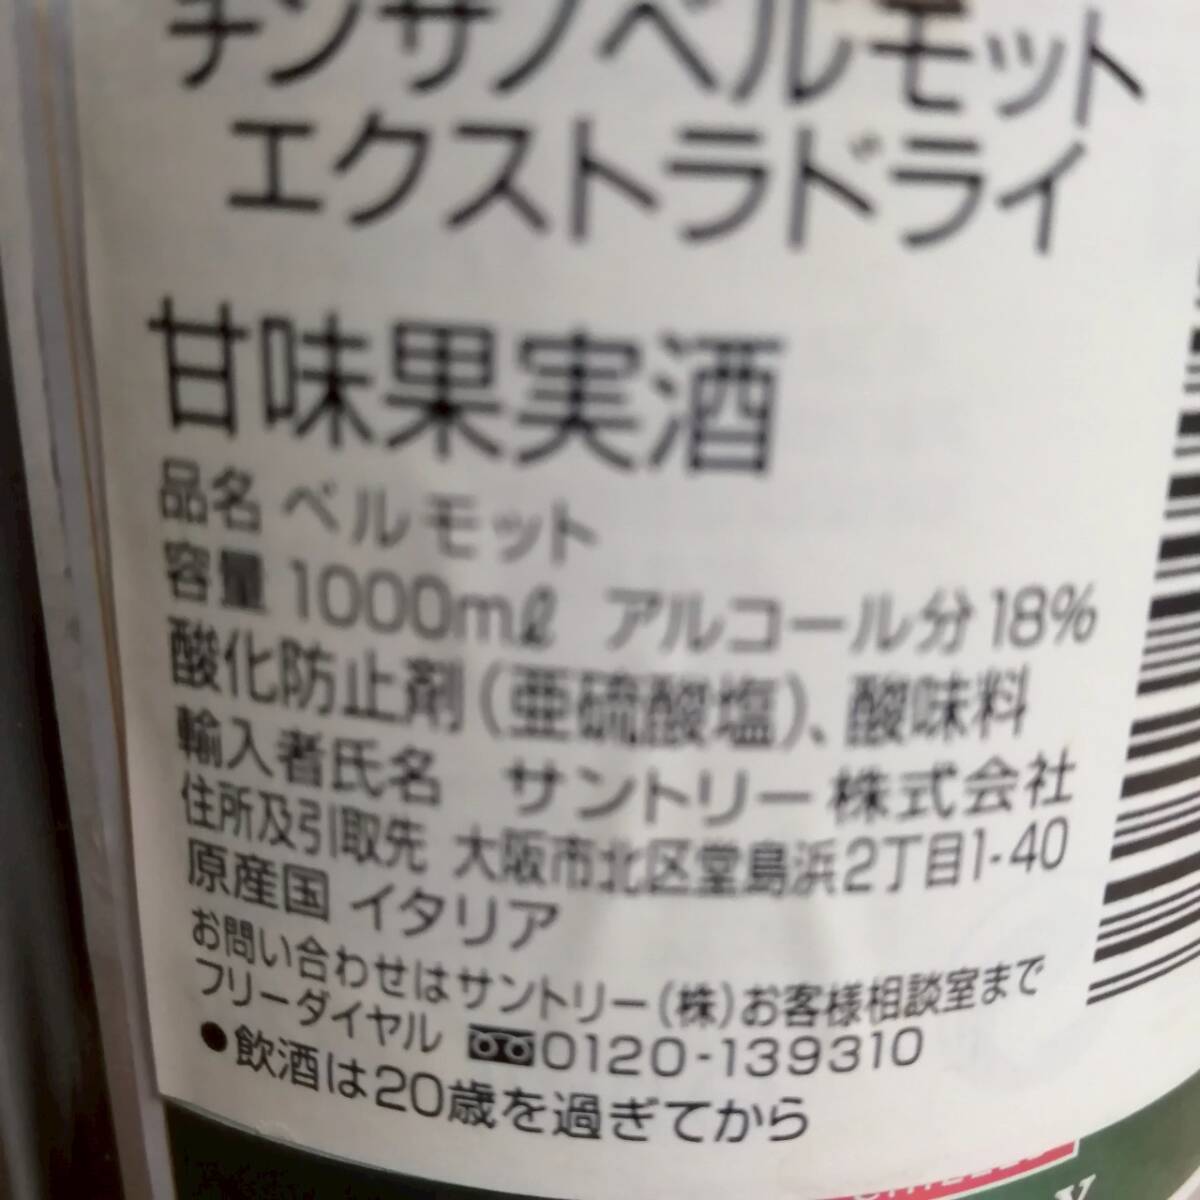 チンザノベルモット
エクストラドライ
甘味果実酒
品名 ベルモット
容量 1000mℓ アルコール分18%
酸化防止剤(亜硫酸塩)、酸味料
輸入者氏名 サントリー株式会社
住所及引取先 大阪市北区堂島浜2丁目1-40
原産国 イタリア
お問い合わせはサントリー(株)お客様相談室まで
フリーダイヤル 0120-139310
●飲酒は20歳を過ぎてから